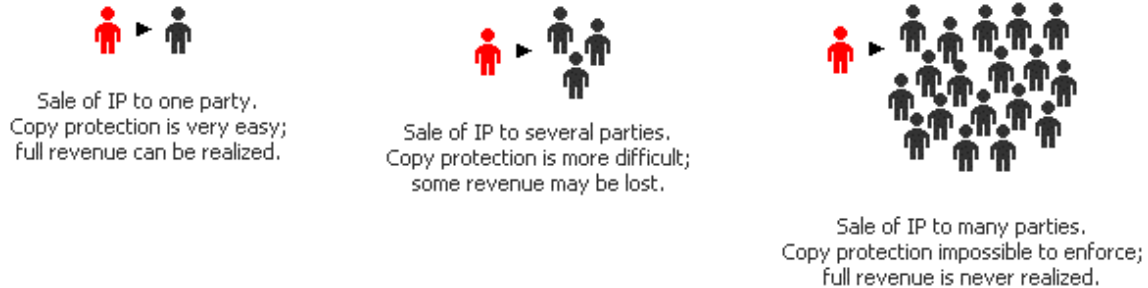 Sale of IP to one party.
Copy protection is very easy;
full revenue can be realized.
Sale of IP to several parties.
Copy protection is more difficult;
some revenue may be lost.
Sale of IP to many parties.
Copy protection impossible to enforce;
full revenue is never realized.